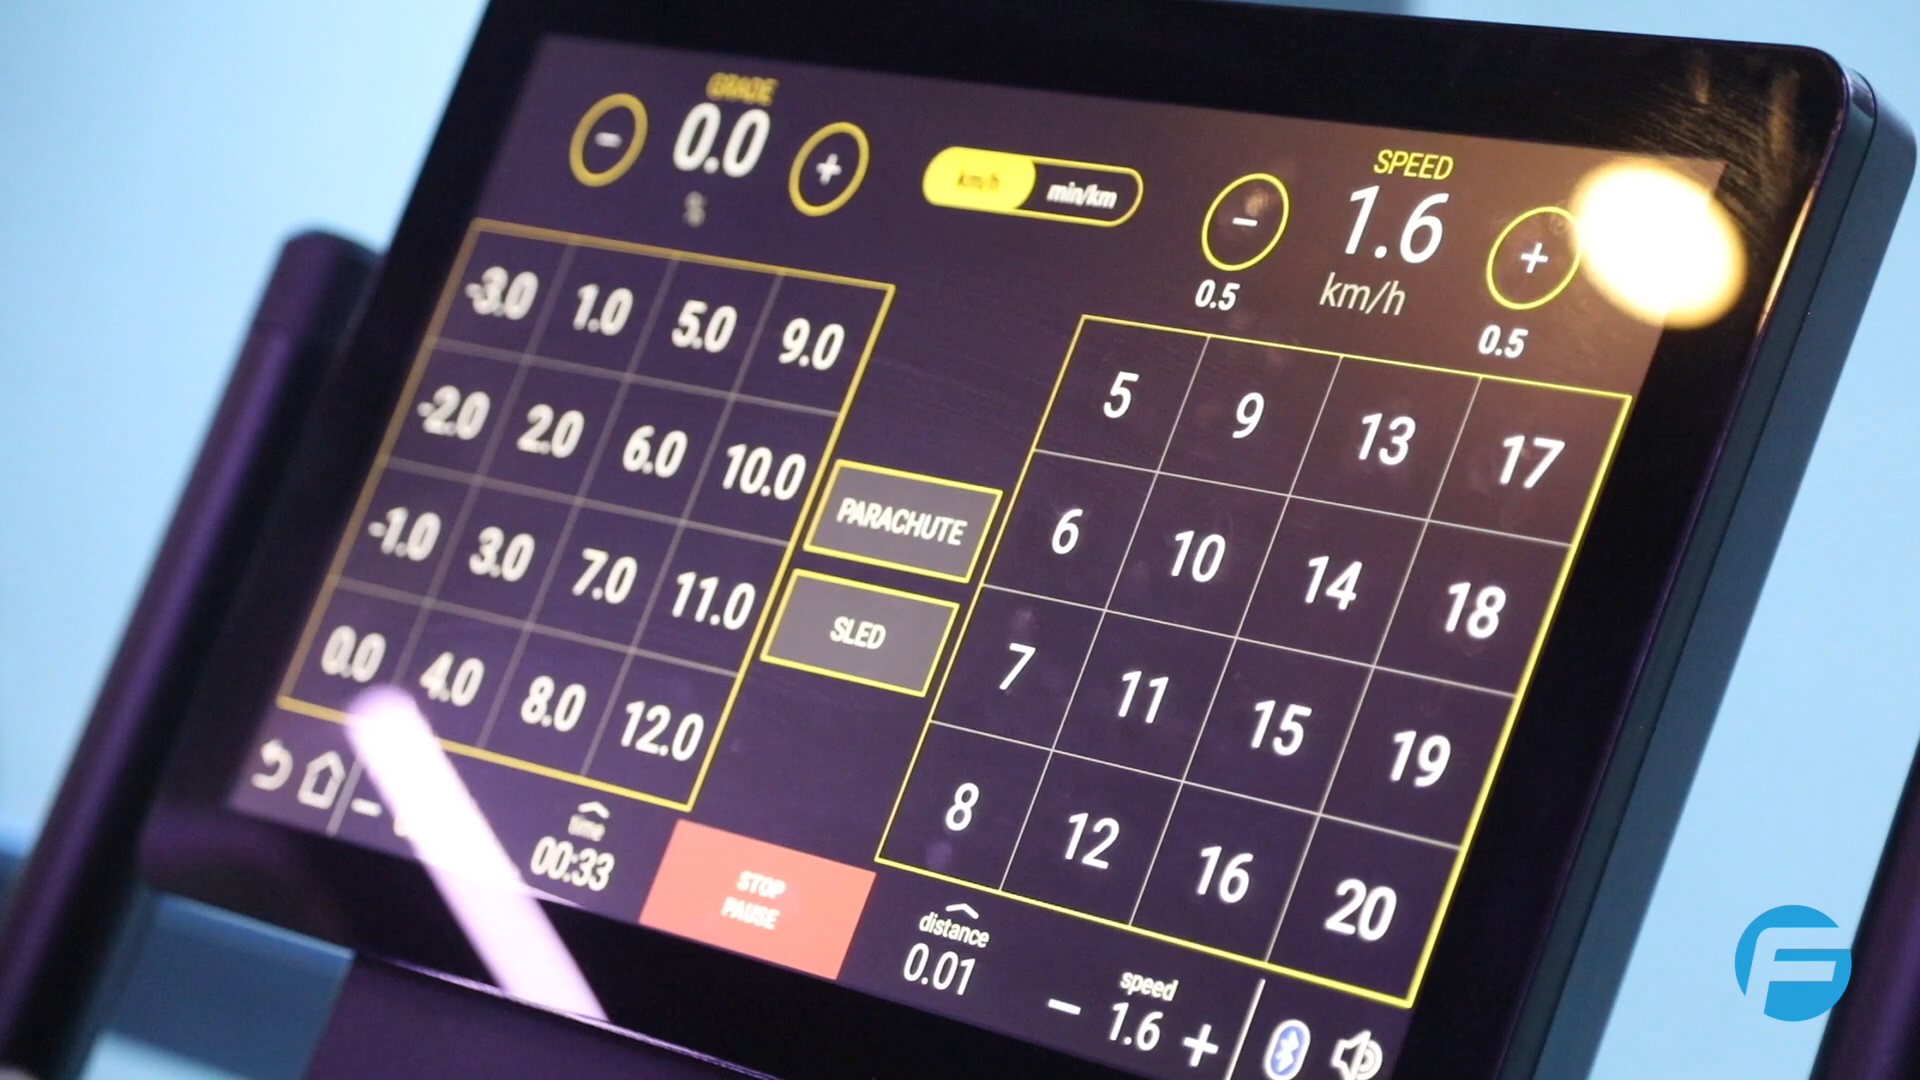 GRADE
0.0
%
km/h min/km
SPEED
1.6
km/h
0.5 0.5
-3.0 1.0 5.0 9.0
-2.0 2.0 6.0 10.0
-1.0 3.0 7.0 11.0
0.0 4.0 8.0 12.0
PARACHUTE
SLED
5 9 13 17
6 10 14 18
7 11 15 19
8 12 16 20
time
00:33
STOP
PAUSE
distance
0.01
speed
− 1.6 +